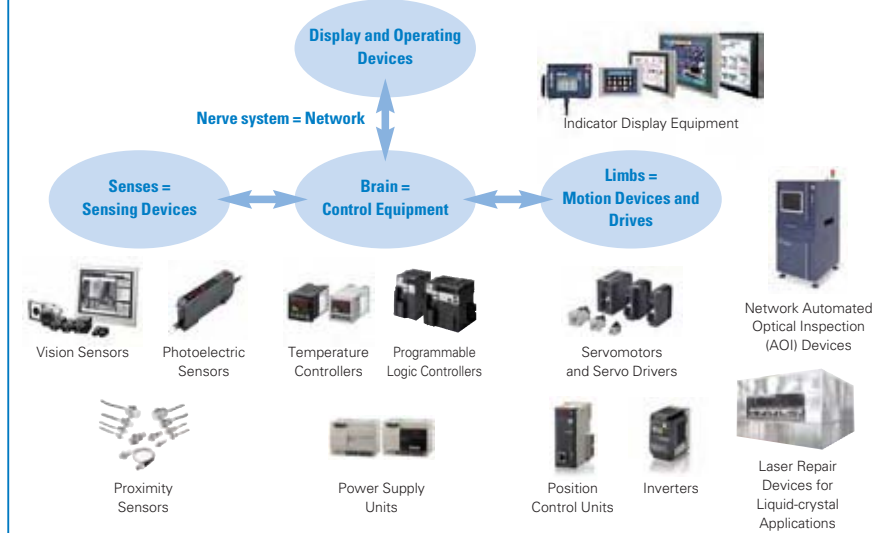 Display and Operating
Devices
Nerve system = Network
Indicator Display Equipment
Senses =
Sensing Devices
Brain =
Control Equipment
Limbs =
Motion Devices and
Drives
Vision Sensors
Photoelectric
Sensors
Temperature
Controllers
Programmable
Logic Controllers
Servomotors
and Servo Drivers
Network Automated
Optical Inspection
(AOI) Devices
Proximity
Sensors
Power Supply
Units
Position
Control Units
Inverters
Laser Repair
Devices for
Liquid-crystal
Applications